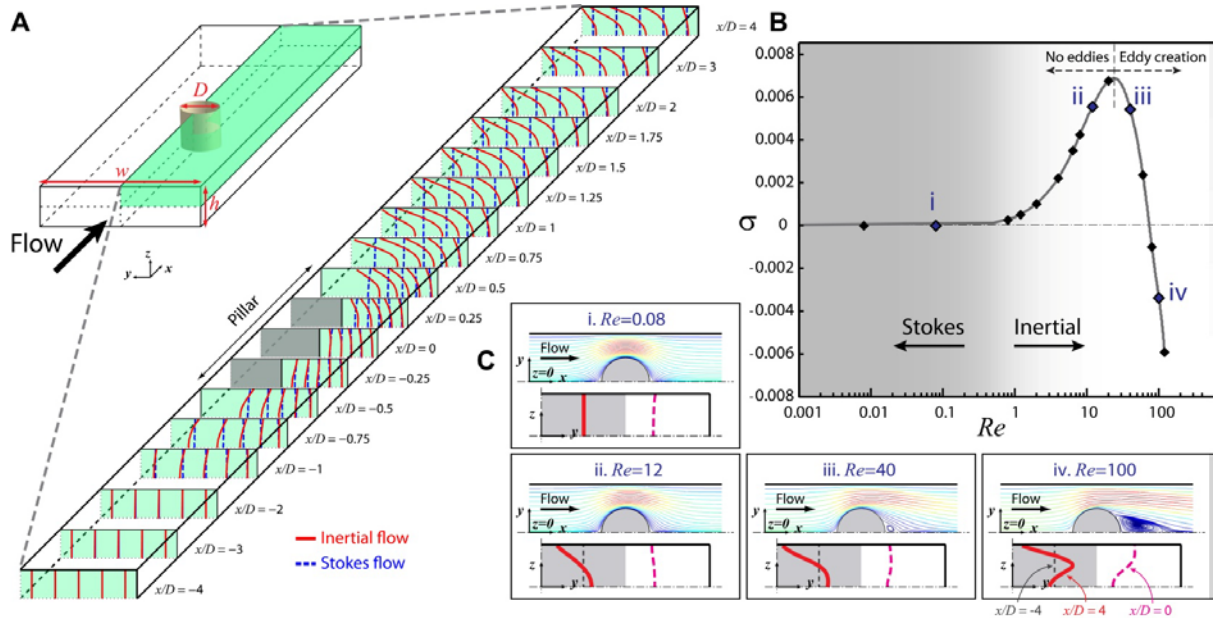 A
D
w
h
Flow
z
y
x
Pillar
x/D = 4
x/D = 3
x/D = 2
x/D = 1.75
x/D = 1.5
x/D = 1.25
x/D = 1
x/D = 0.75
x/D = 0.5
x/D = 0.25
x/D = 0
x/D = −0.25
x/D = −0.5
x/D = −0.75
x/D = −1
x/D = −2
x/D = −3
x/D = −4
Inertial flow
Stokes flow
B
No eddies
Eddy creation
0.008
0.006
0.004
0.002
0
-0.002
-0.004
-0.006
-0.008
σ
i
ii
iii
iv
Stokes
Inertial
0.001
0.01
0.1
1
10
100
Re
C
i. Re=0.08
Flow
y
z=0
x
z
y
ii. Re=12
Flow
y
z=0
x
z
y
iii. Re=40
Flow
y
z=0
x
z
y
iv. Re=100
Flow
y
z=0
x
z
y
x/D=-4
x/D=4
x/D=0